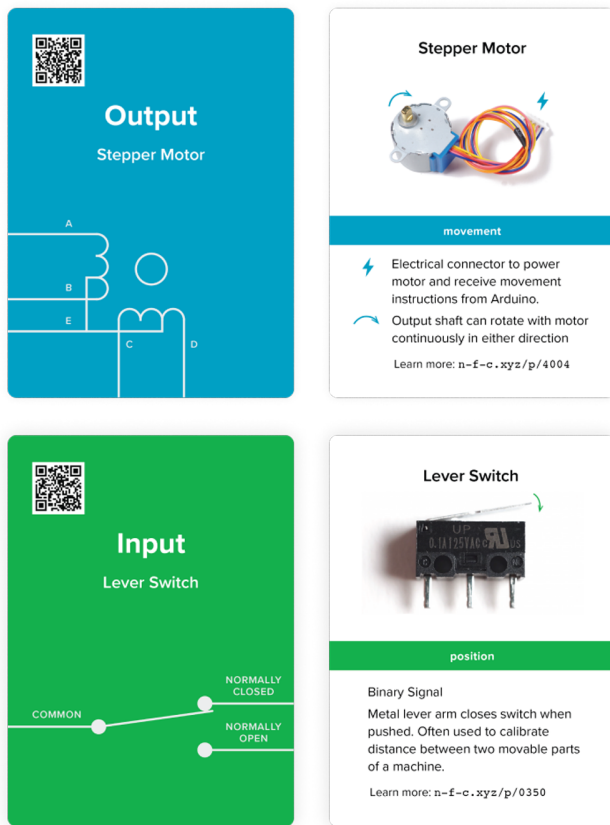 Output
Stepper Motor
A
B
E
C
D
Stepper Motor
movement
Electrical connector to power
motor and receive movement
instructions from Arduino.
Output shaft can rotate with motor
continuously in either direction
Learn more: n-f-c.xyz/p/4004
Input
Lever Switch
NORMALLY
CLOSED
COMMON
NORMALLY
OPEN
Lever Switch
UP
0.1A125VAC
position
Binary Signal
Metal lever arm closes switch when
pushed. Often used to calibrate
distance between two movable parts
of a machine.
Learn more: n-f-c.xyz/p/0350